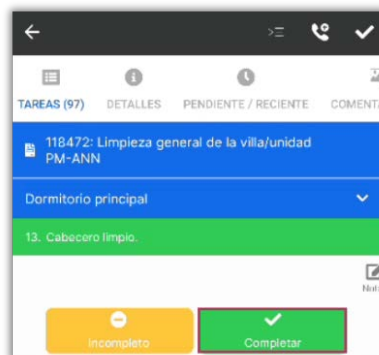 TAREAS (97) DETALLES PENDIENTE / RECIENTE
118472: Limpieza general de la villa/unidad
PM-ANN
Dormitorio principal
13. Cabecero limpio.
Incompleto Completar